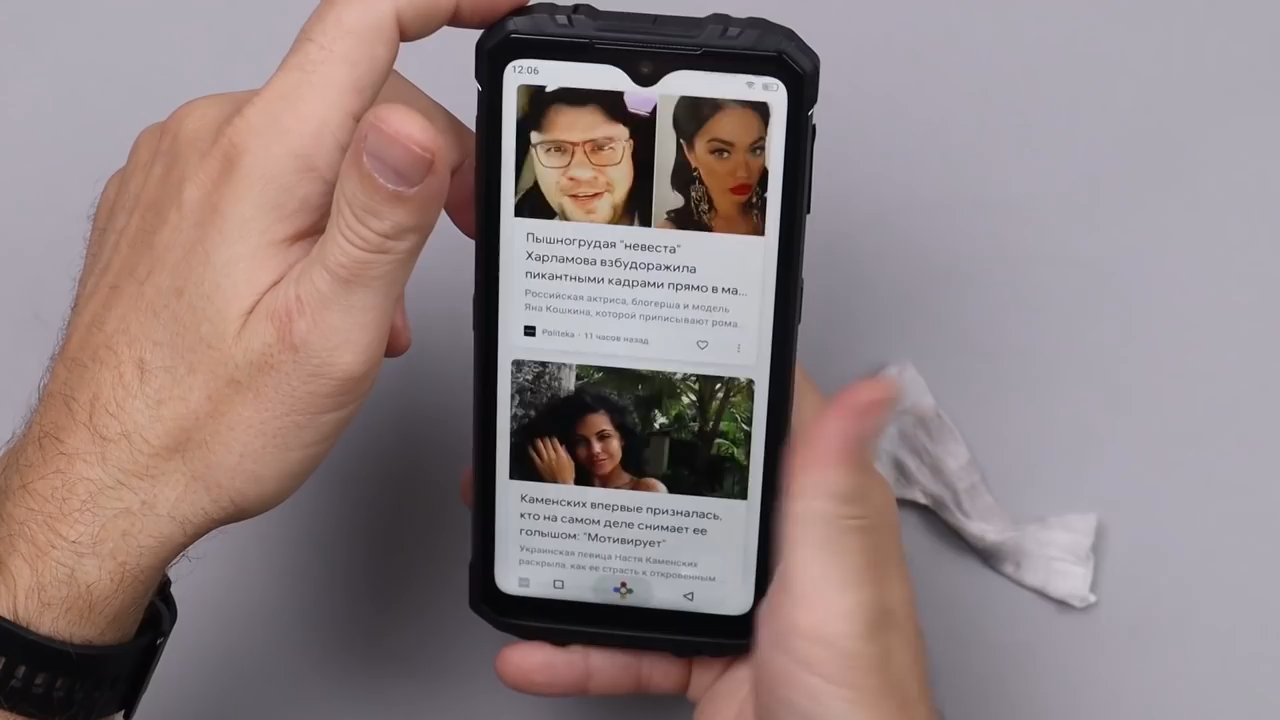 12:06
Пышногрудая "невеста"
Харламова взбудоражила
пикантными кадрами прямо в ма...
Российская актриса, блогерша и модель
Яна Кошкина, которой приписывают рома..
Politeka · 11 часов назад
Каменских впервые призналась,
кто на самом деле снимает ее
голышом: "Мотивирует"
Украинская певица Настя Каменских
раскрыла, как ее страсть к откровенным